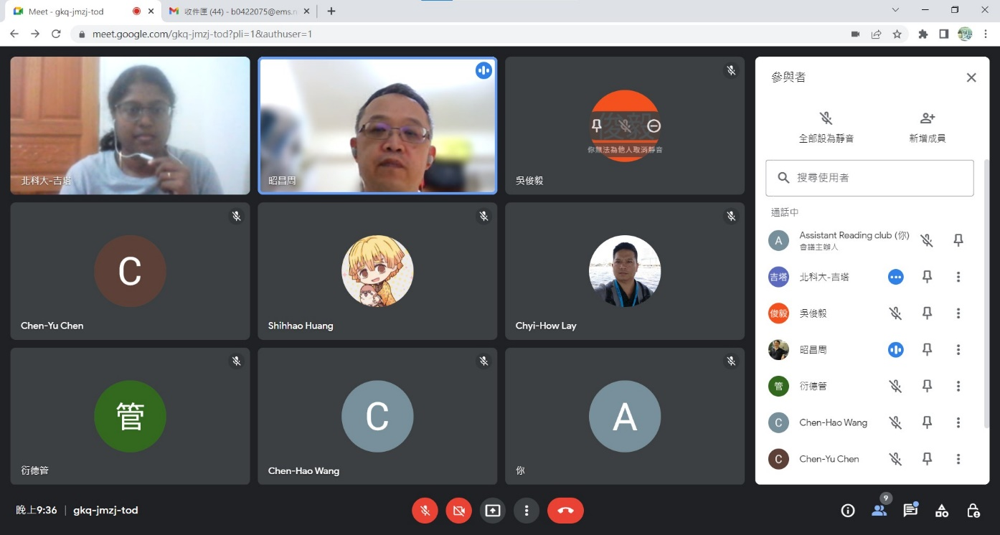 Meet - gkq-jmzj-tod
收件匣 (44) - b0422075@ems.n
meet.google.com/gkq-jmzj-tod?pli=1&authuser=1
北科大-吉塔
昭昌周
俊毅
你無法為他人取消靜音
吳俊毅
C
Chen-Yu Chen
Shihhao Huang
Chyi-How Lay
管
衍德管
C
Chen-Hao Wang
A
你
參與者
全部設為靜音
新增成員
搜尋使用者
通話中
A
Assistant Reading club (你)
會議主辦人
吉塔
北科大-吉塔
俊毅
吳俊毅
昭昌周
管
衍德管
C
Chen-Hao Wang
C
Chen-Yu Chen
晚上9:36 | gkq-jmzj-tod
9